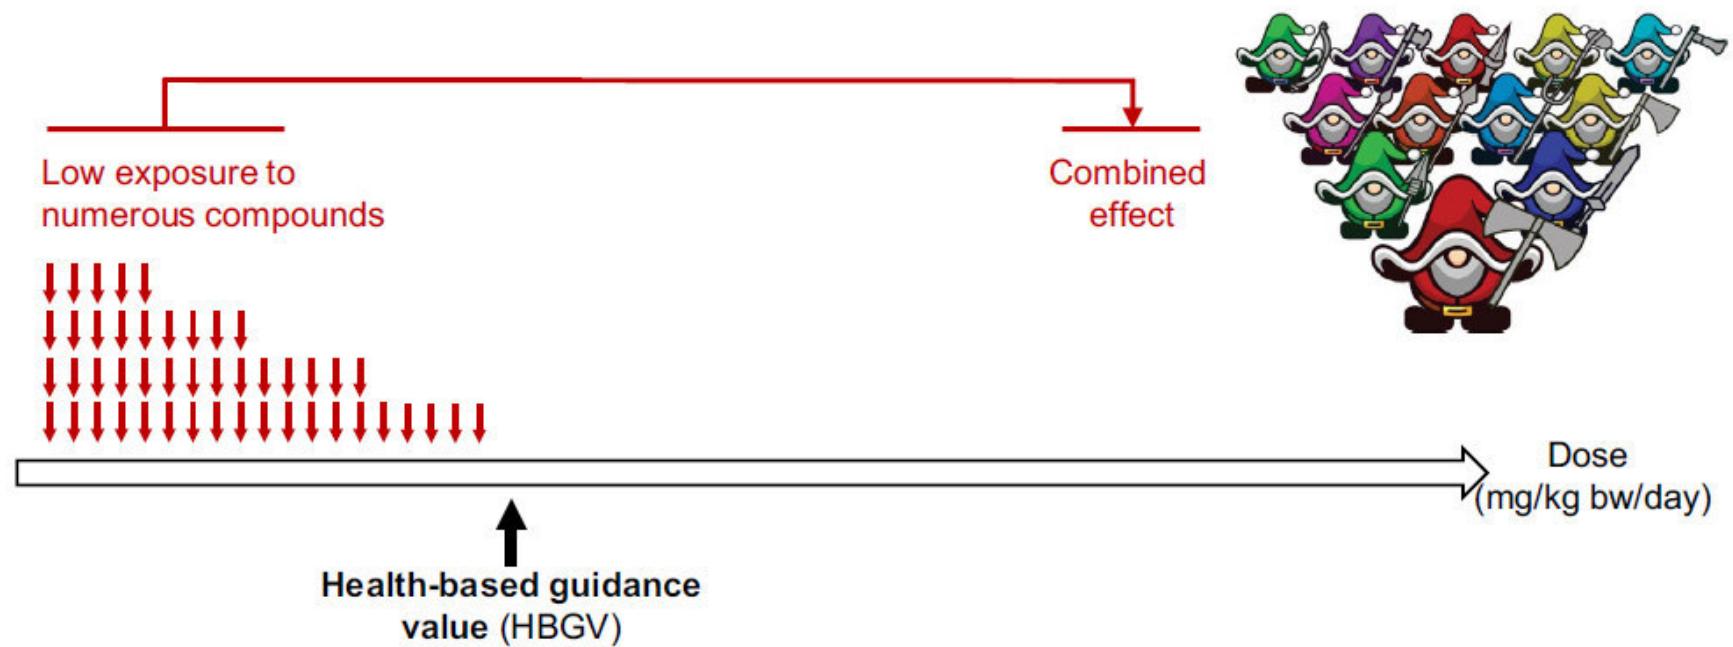 Low exposure to
numerous compounds
Combined
effect
Dose
(mg/kg bw/day)
Health-based guidance
value (HBGV)